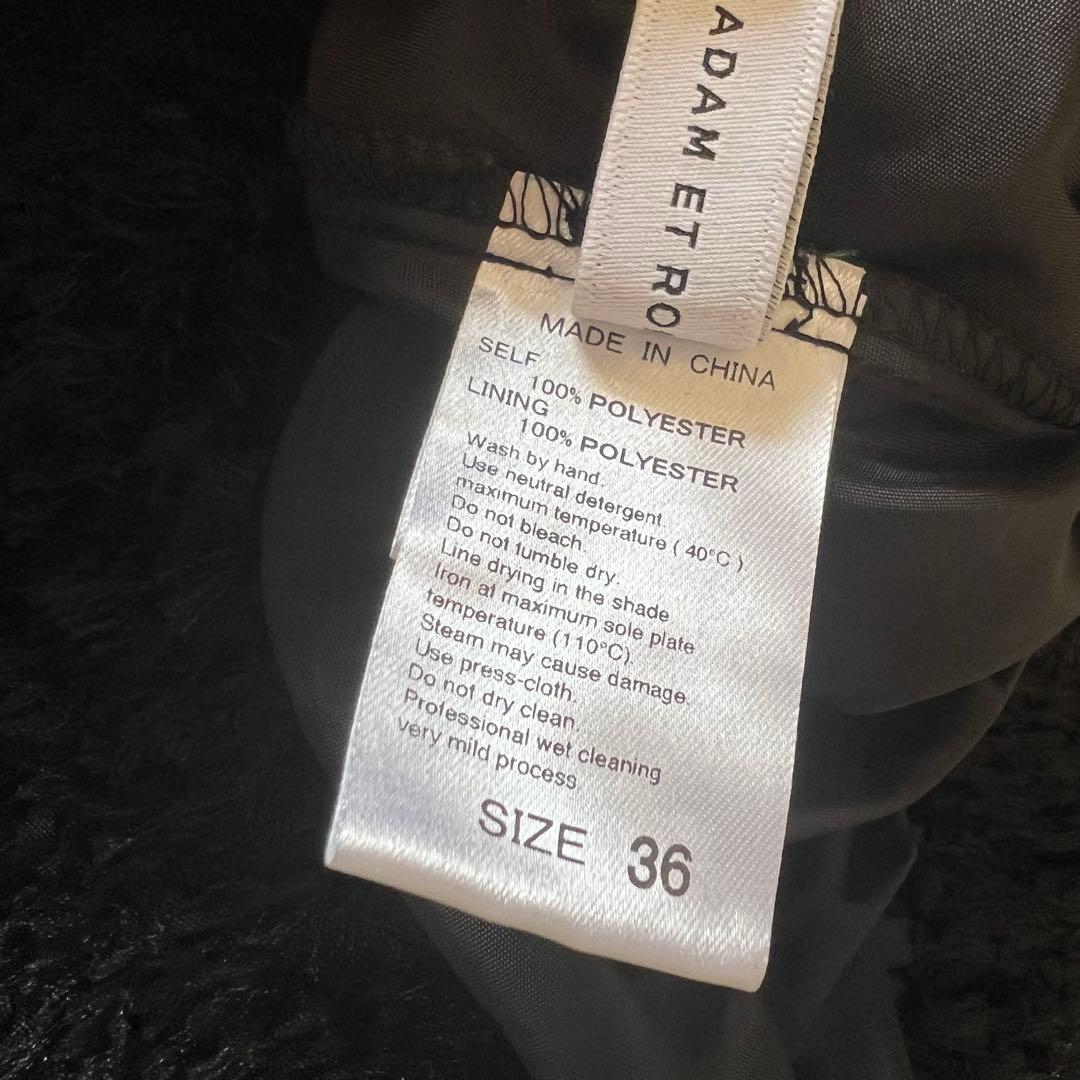 ADAM ET RO
MADE IN CHINA
SELF
100% POLYESTER
LINING
100% POLYESTER
Wash by hand.
Use neutral detergent.
maximum temperature ( 40°C )
Do not bleach.
Do not tumble dry.
Line drying in the shade
Iron at maximum sole plate
temperature (110°C).
Steam may cause damage.
Use press-cloth.
Do not dry clean.
Professional wet cleaning
very mild process
SIZE 36